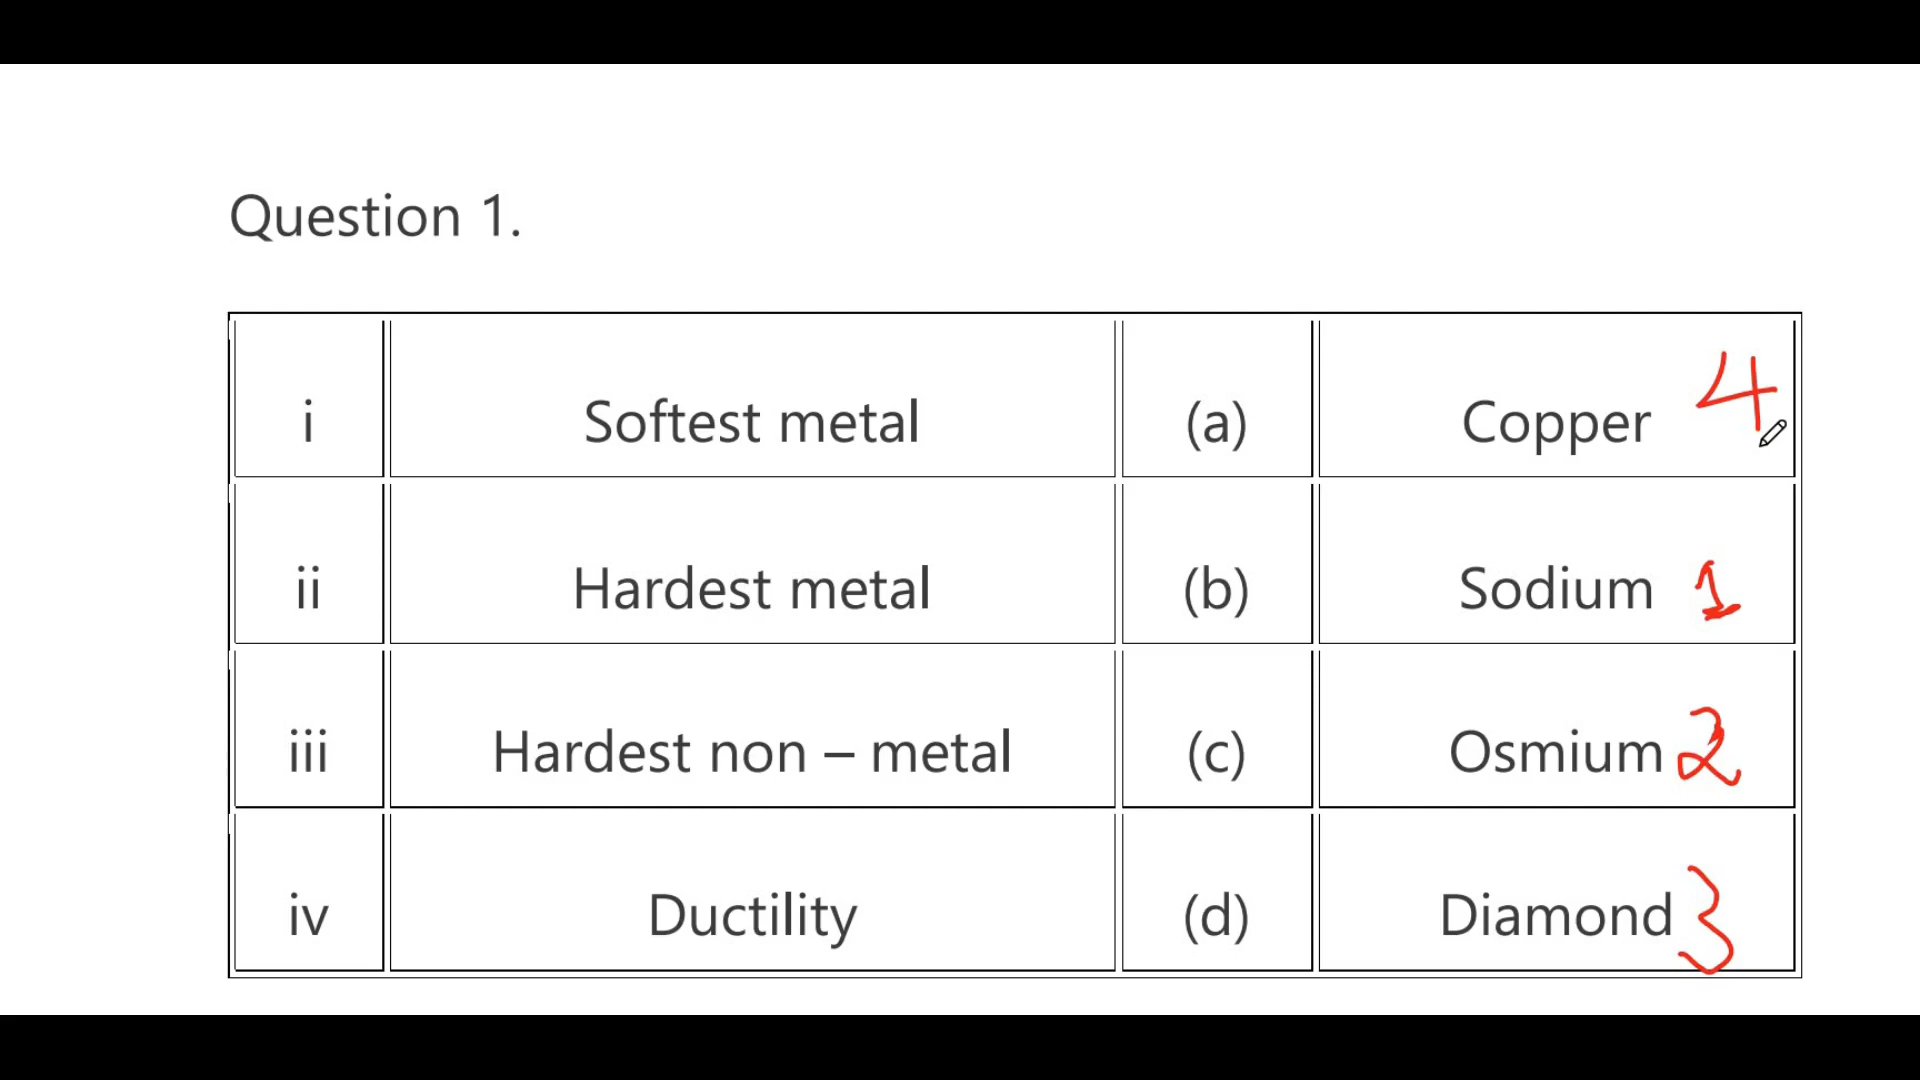 Question 1.
i Softest metal (a) Copper 4
ii Hardest metal (b) Sodium 1
iii Hardest non – metal (c) Osmium 2
iv Ductility (d) Diamond 3